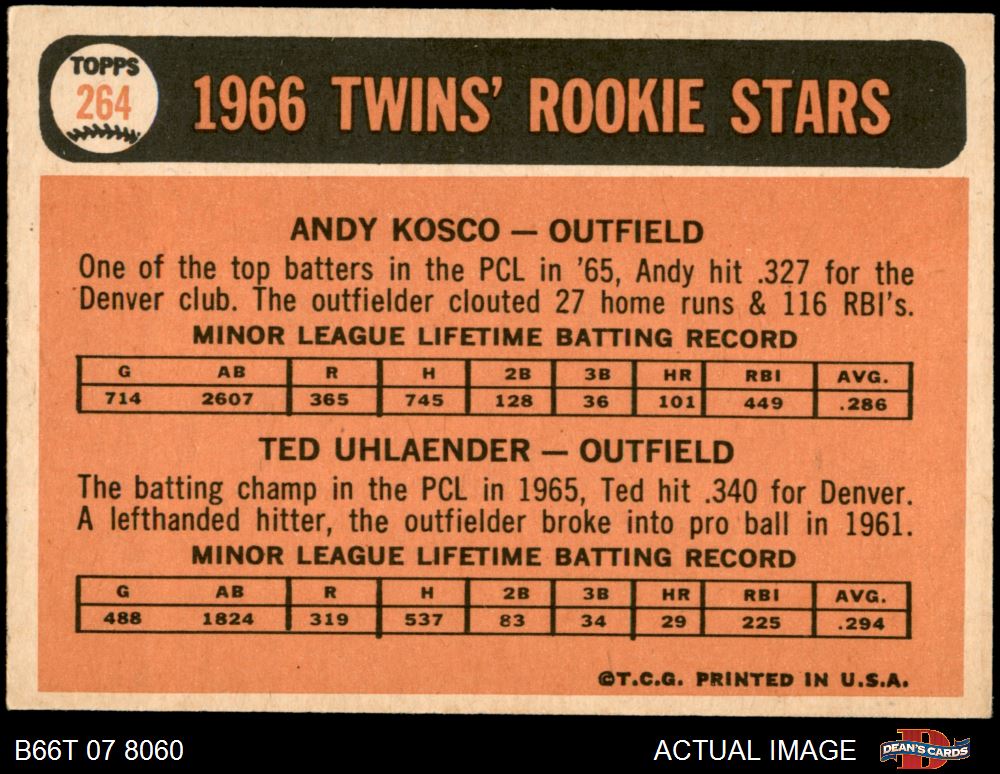 TOPPS
264
1966 TWINS' ROOKIE STARS
ANDY KOSCO — OUTFIELD
One of the top batters in the PCL in '65, Andy hit .327 for the
Denver club. The outfielder clouted 27 home runs & 116 RBI's.
MINOR LEAGUE LIFETIME BATTING RECORD
G AB R H 2B 3B HR RBI AVG.
714 2607 365 745 128 36 101 449 .286
TED UHLAENDER — OUTFIELD
The batting champ in the PCL in 1965, Ted hit .340 for Denver.
A lefthanded hitter, the outfielder broke into pro ball in 1961.
MINOR LEAGUE LIFETIME BATTING RECORD
G AB R H 2B 3B HR RBI AVG.
488 1824 319 537 83 34 29 225 .294
©T.C.G. PRINTED IN U.S.A.
B66T 07 8060 ACTUAL IMAGE DEAN'S CARDS